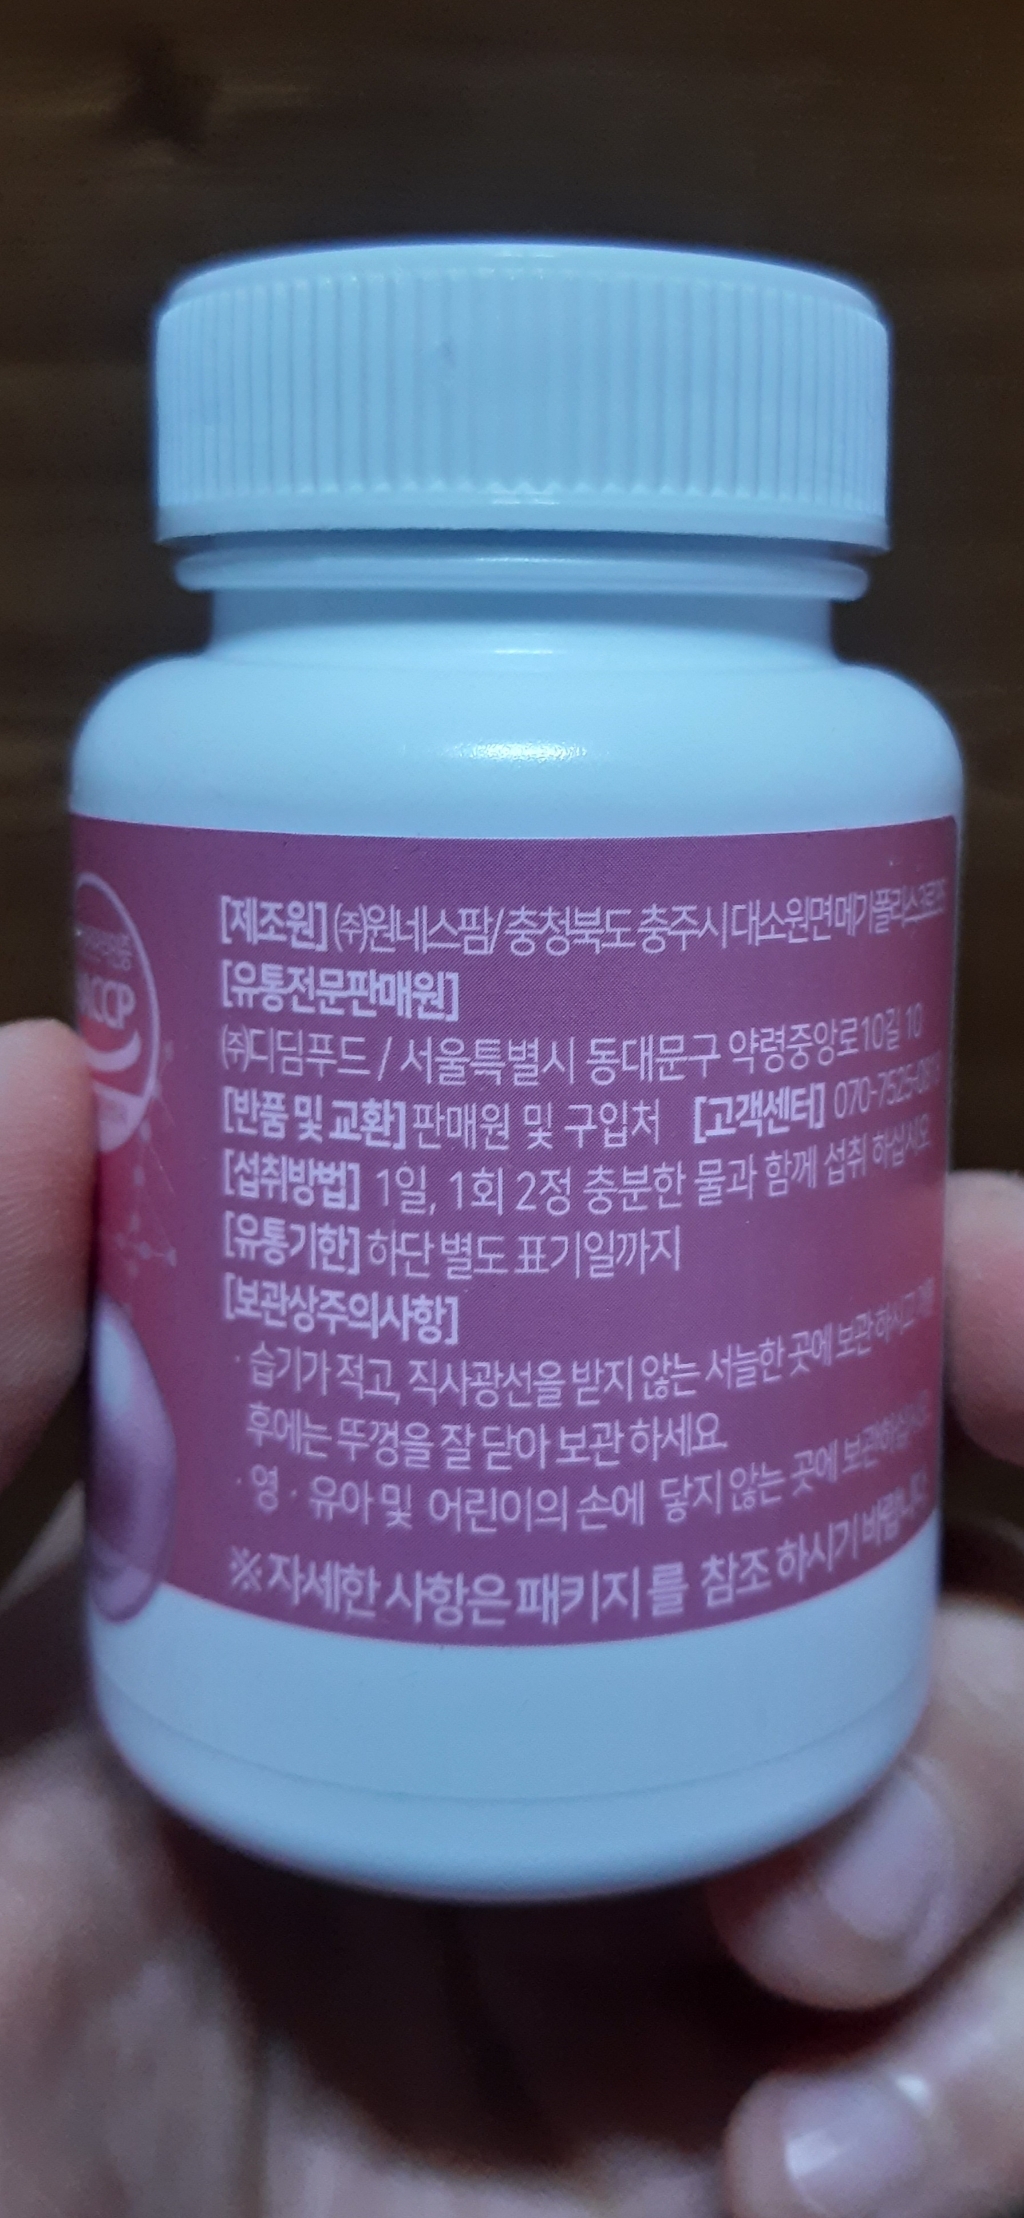 ACCP
[제조원] ㈜원네스팜/ 충청북도 충주시 대소원면 메가폴리스
[유통전문판매원]
㈜디딤푸드 / 서울특별시 동대문구 약령중앙로10길 10
[반품 및 교환] 판매원 및 구입처 [고객센터]
[섭취방법] 1일, 1회 2정 충분한 물과 함께 섭취 하십시오
[유통기한] 하단 별도 표기일까지
[보관상주의사항]
· 습기가 적고, 직사광선을 받지 않는 서늘한 곳에 보관 하시고
후에는 뚜껑을 잘 닫아 보관 하세요.
· 영 · 유아 및 어린이의 손에 닿지 않는 곳에 보관하십시오
※ 자세한 사항은 패키지 를 참조 하시기 바랍니다